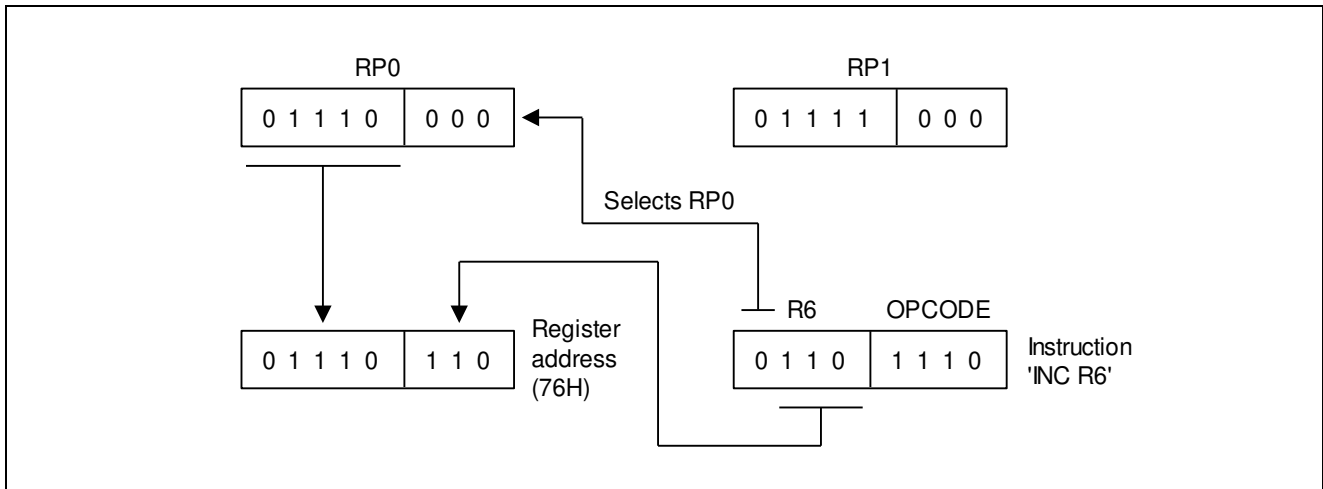 RP0
RP1
0 1 1 1 0 0 0 0
0 1 1 1 1 0 0 0
Selects RP0
R6 OPCODE
0 1 1 1 0 1 1 0
Register
address
(76H)
0 1 1 0 1 1 1 0
Instruction
'INC R6'